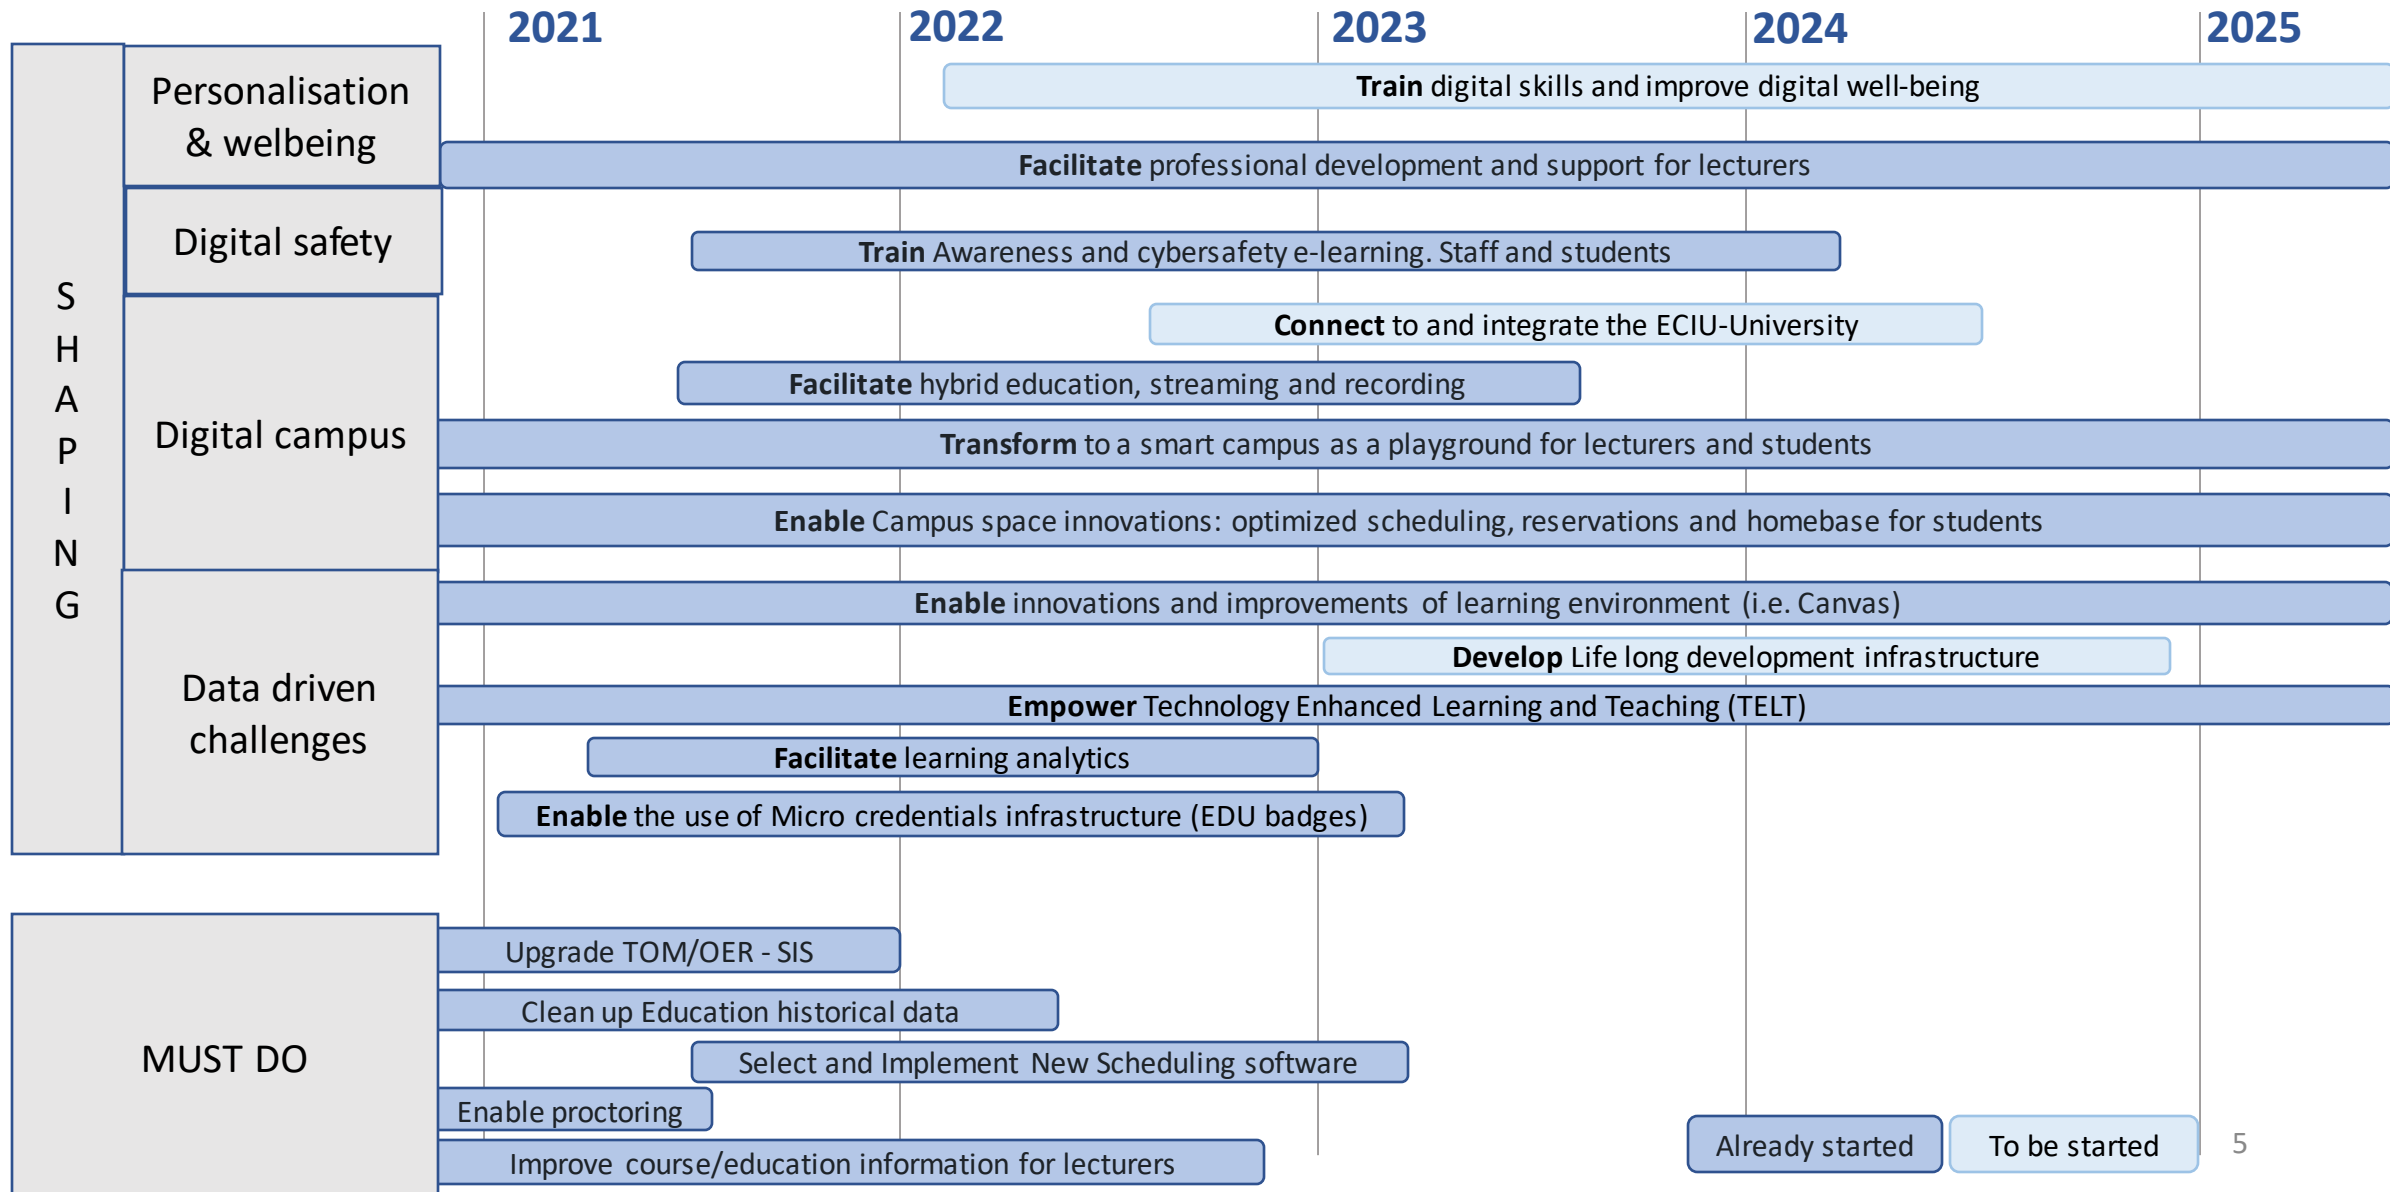 2021 2022 2023 2024 2025
SHAPING
Personalisation
& welbeing
Train digital skills and improve digital well-being
Facilitate professional development and support for lecturers
Digital safety
Train Awareness and cybersafety e-learning. Staff and students
Digital campus
Connect to and integrate the ECIU-University
Facilitate hybrid education, streaming and recording
Transform to a smart campus as a playground for lecturers and students
Enable Campus space innovations: optimized scheduling, reservations and homebase for students
Data driven
challenges
Enable innovations and improvements of learning environment (i.e. Canvas)
Develop Life long development infrastructure
Empower Technology Enhanced Learning and Teaching (TELT)
Facilitate learning analytics
Enable the use of Micro credentials infrastructure (EDU badges)
MUST DO
Upgrade TOM/OER - SIS
Clean up Education historical data
Select and Implement New Scheduling software
Enable proctoring
Improve course/education information for lecturers
Already started
To be started
5